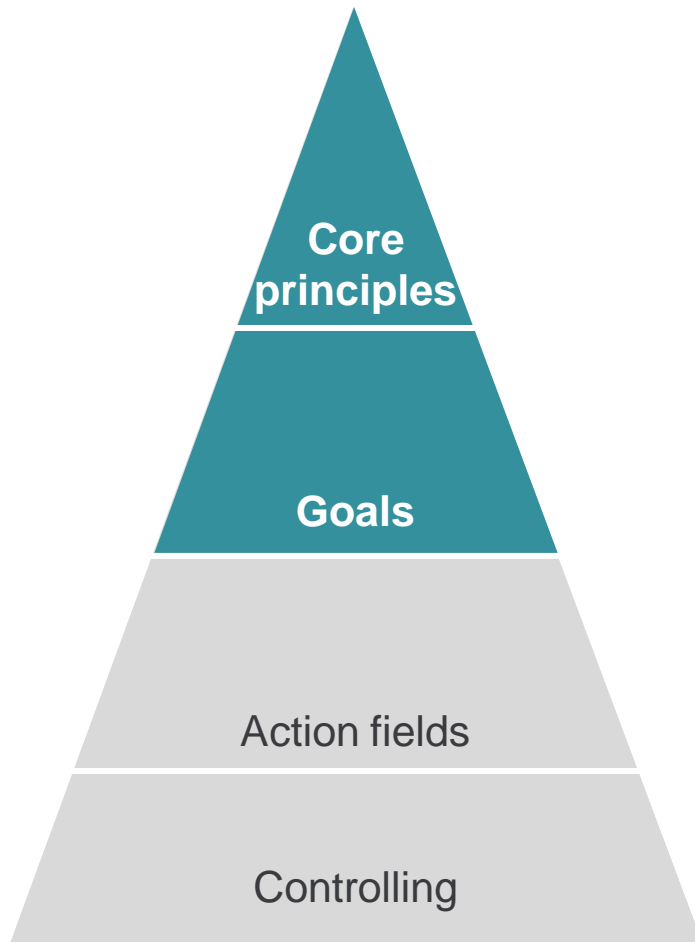 Core
principles
Goals
Action fields
Controlling